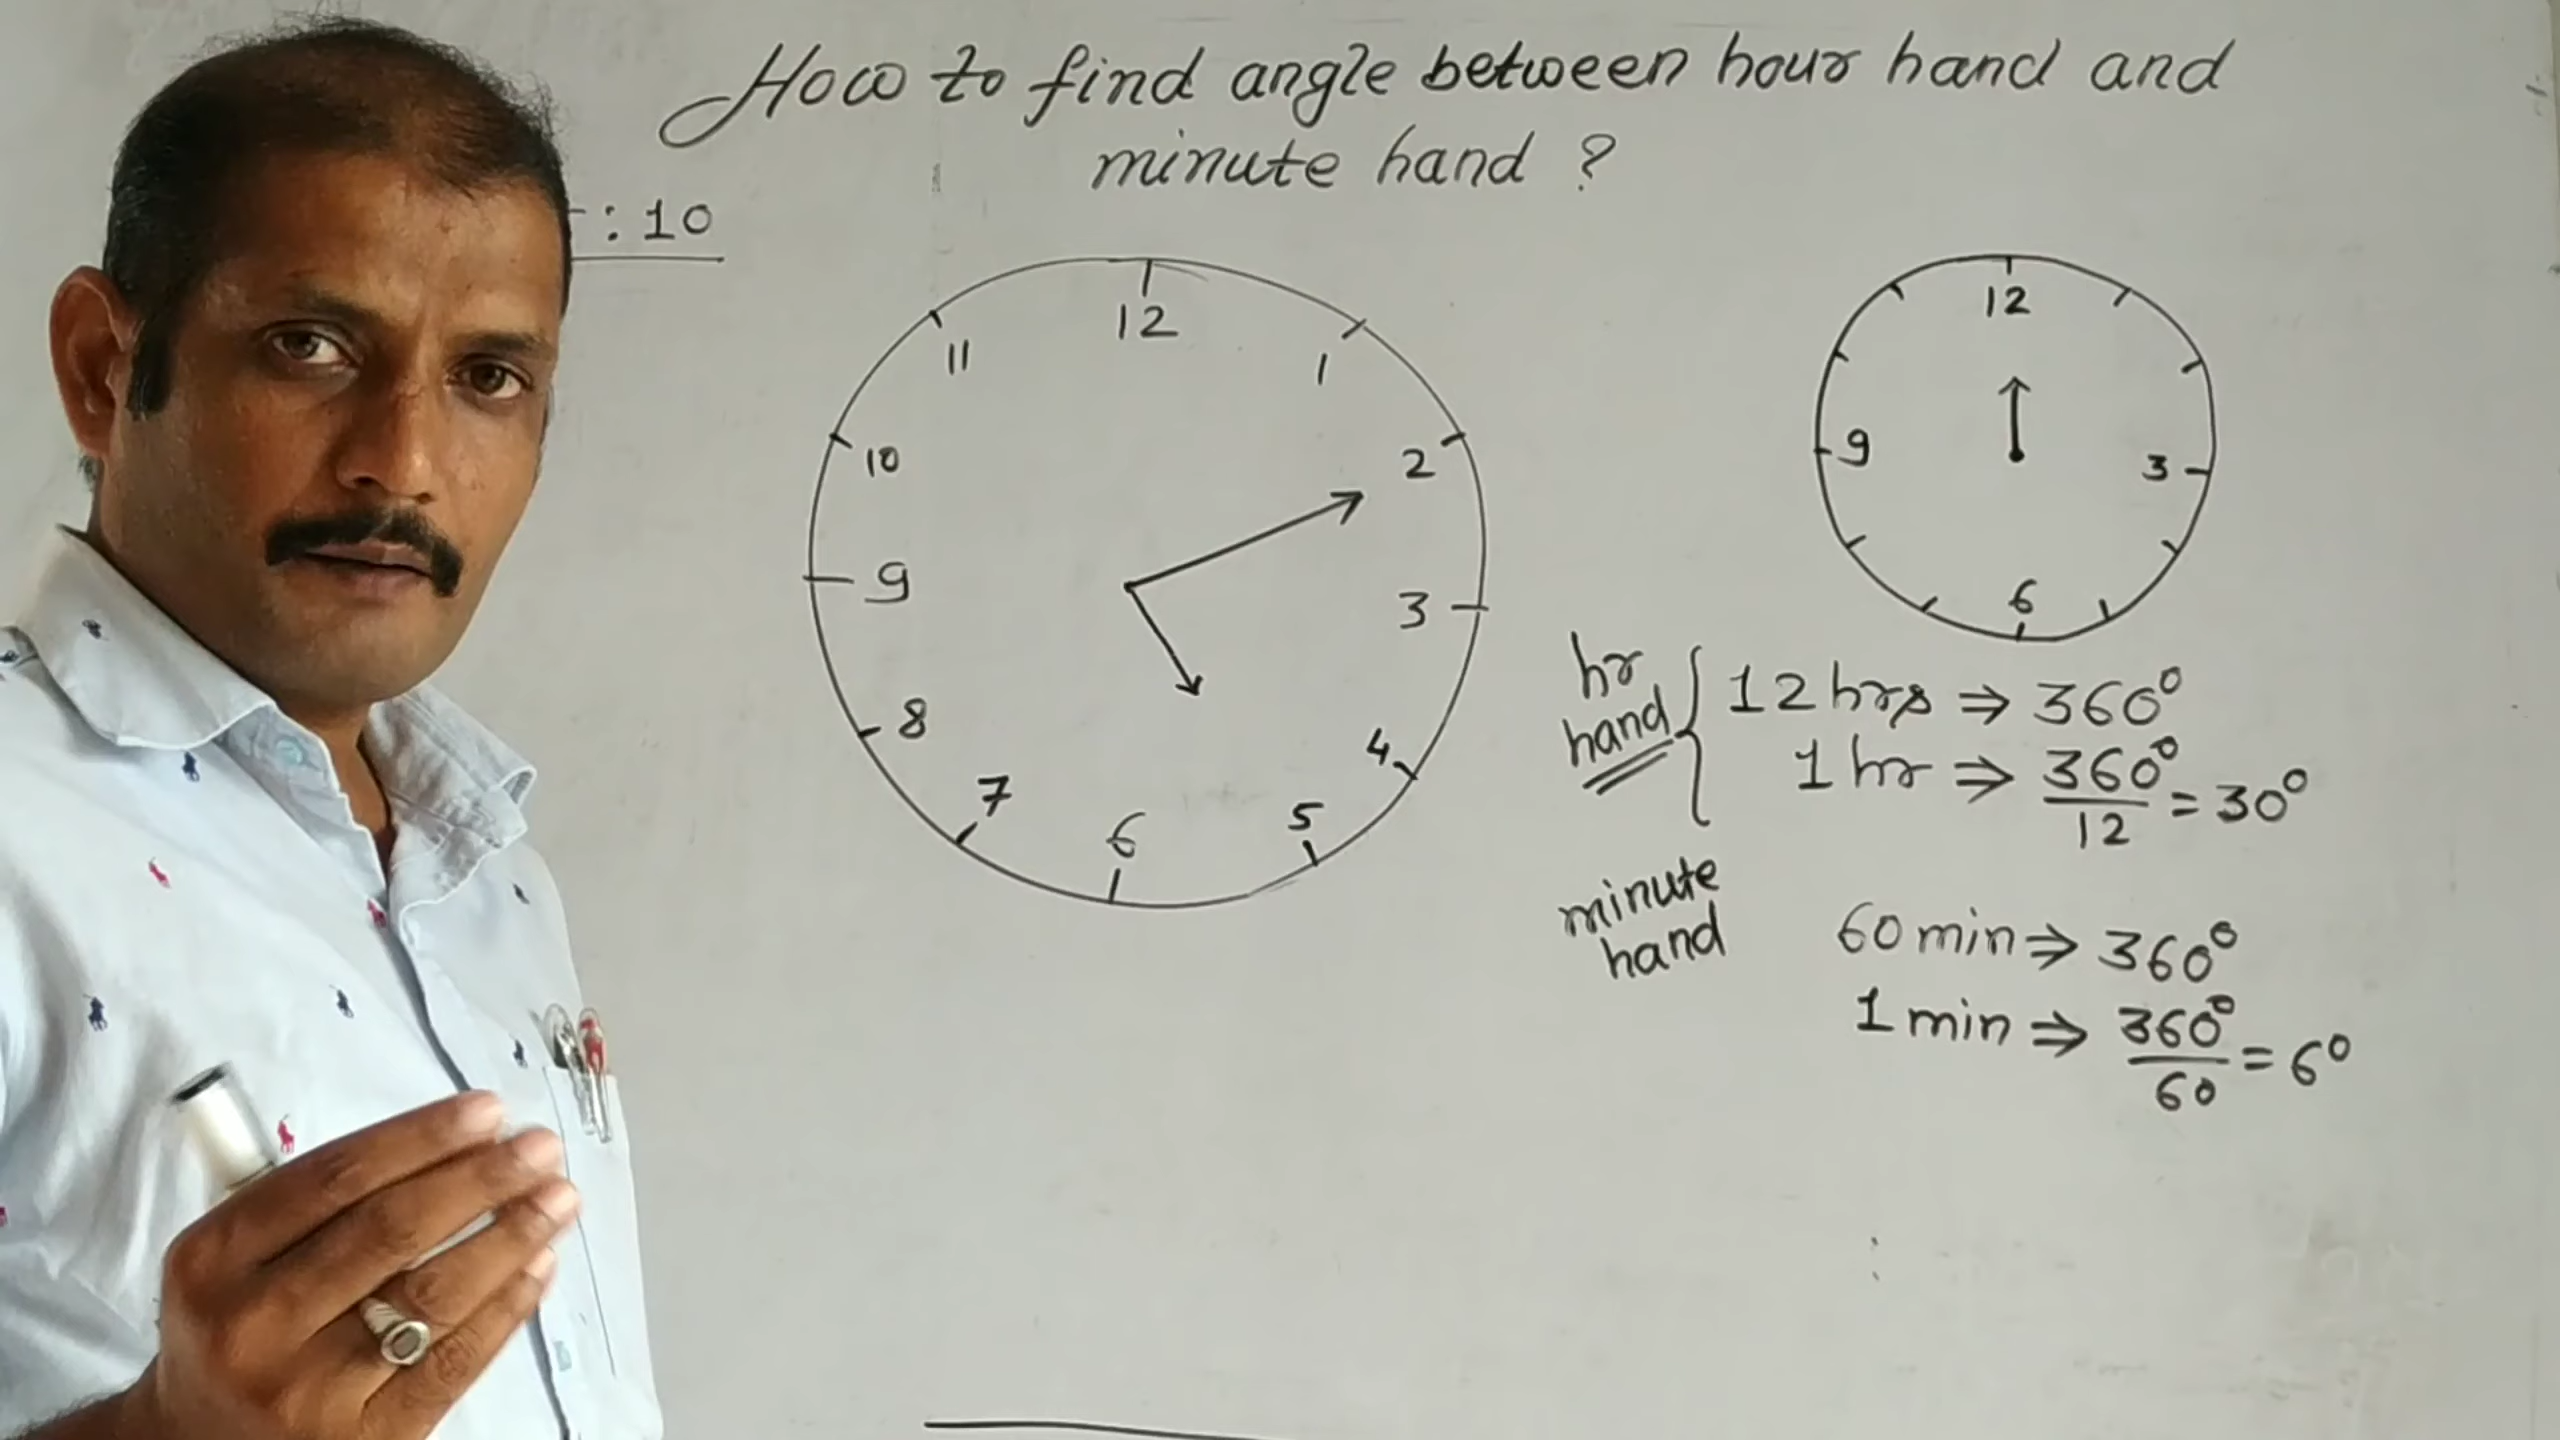 How to find angle between hour hand and
minute hand ?
: 10
12
1
2
3
4
5
6
7
8
9
10
11
12
3
6
9
hr
hand
12 hrs ⇒ 360°
1 hr ⇒ 360°/12 = 30°
minute
hand
60 min ⇒ 360°
1 min ⇒ 360°/60 = 6°